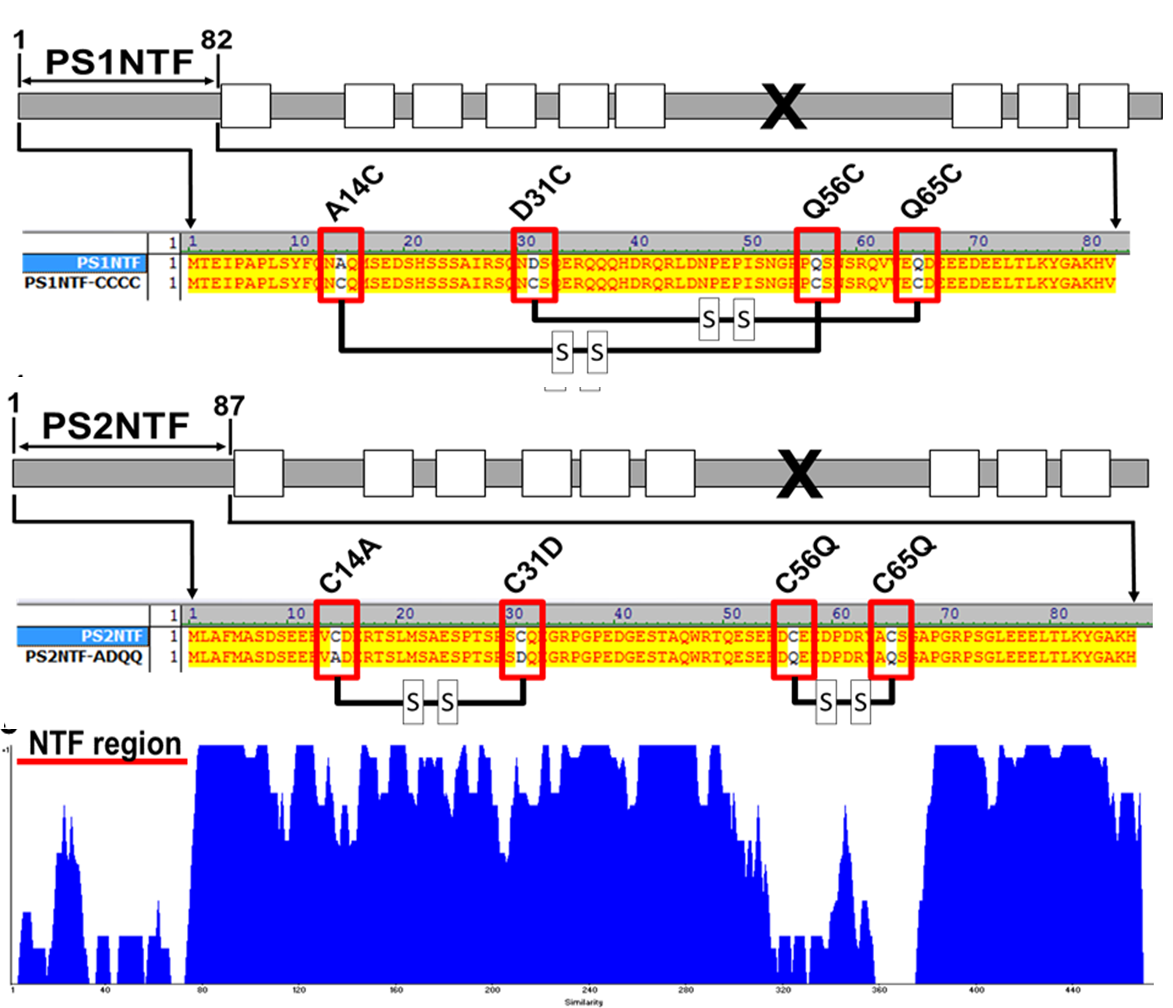 1 82
PS1NTF
X
A14C D31C Q56C Q65C
1 1 10 20 30 40 50 60 70 80
PS1NTF 1 MTEIPAPLSYFQNAQMSEDSHSSSAIRSQNDSQERQQQHDRQRLDNPEPISNGRPQSNSRQVVEQDEEEDEELTLKYGAKHV
PS1NTF-CCCC 1 MTEIPAPLSYFQNCQMSEDSHSSSAIRSQNCSQERQQQHDRQRLDNPEPISNGRPCSNSRQVVECDEEEDEELTLKYGAKHV
S S
S S
1 87
PS2NTF
X
C14A C31D C56Q C65Q
1 1 10 20 30 40 50 60 70 80
PS2NTF 1 MLAFMASDSEEEVCDERTSLMSAESPTSRSCQEGRPGPEDGESTAQWRTQESEEDCEEDPDRYACSGAPGRPSGLEEELTLKYGAKH
PS2NTF-ADQQ 1 MLAFMASDSEEEVADERTSLMSAESPTSRSDQEGRPGPEDGESTAQWRTQESEEDQEEDPDRYAQSGAPGRPSGLEEELTLKYGAKH
S S S S
NTF region
1 40 80 120 160 200 240 280 320 360 400 440
Similarity